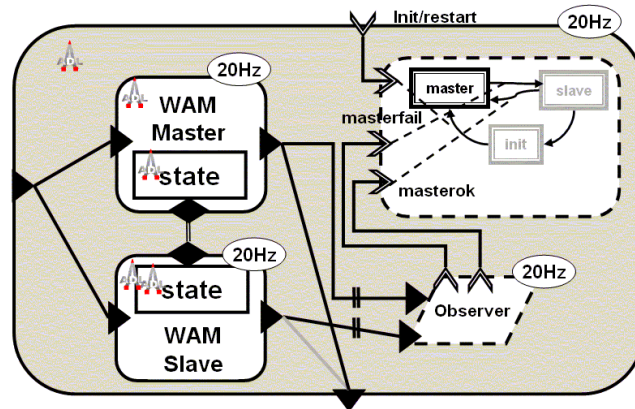 Init/restart
20Hz
20Hz
WAM
Master
state
master
slave
init
masterfail
masterok
20Hz
state
WAM
Slave
20Hz
Observer